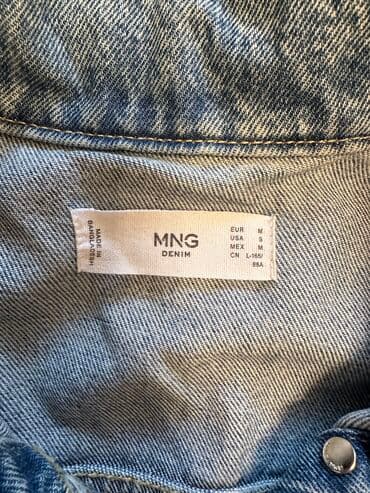 MADE IN
BANGLADESH
MNG
DENIM
EUR M
USA S
MEX M
CN L-165/
88A